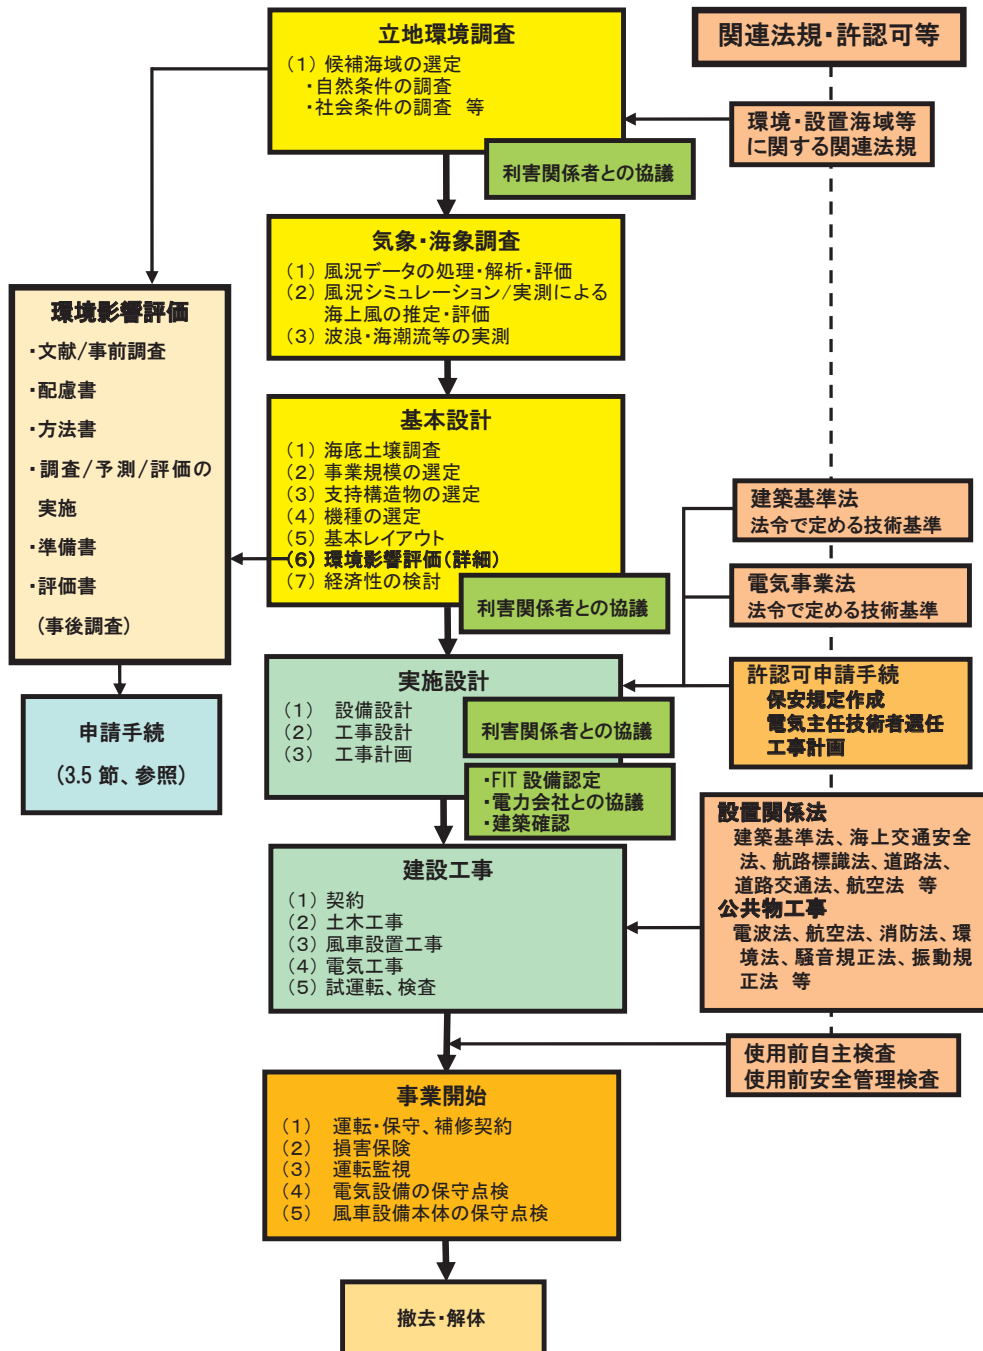 立地環境調査
(1) 候補海域の選定
・自然条件の調査
・社会条件の調査 等
利害関係者との協議
関連法規・許認可等
環境・設置海域等
に関する関連法規
気象・海象調査
(1) 風況データの処理・解析・評価
(2) 風況シミュレーション/実測による
海上風の推定・評価
(3) 波浪・海潮流等の実測
環境影響評価
・文献/事前調査
・配慮書
・方法書
・調査/予測/評価の
実施
・準備書
・評価書
(事後調査)
申請手続
(3.5 節、参照)
基本設計
(1) 海底土壌調査
(2) 事業規模の選定
(3) 支持構造物の選定
(4) 機種の選定
(5) 基本レイアウト
(6) 環境影響評価(詳細)
(7) 経済性の検討
利害関係者との協議
建築基準法
法令で定める技術基準
電気事業法
法令で定める技術基準
許認可申請手続
保安規定作成
電気主任技術者選任
工事計画
実施設計
(1) 設備設計
(2) 工事設計
(3) 工事計画
利害関係者との協議
・FIT 設備認定
・電力会社との協議
・建築確認
設置関係法
建築基準法、海上交通安全
法、航路標識法、道路法、
道路交通法、航空法 等
公共物工事
電波法、航空法、消防法、環
境法、騒音規正法、振動規
正法 等
建設工事
(1) 契約
(2) 土木工事
(3) 風車設置工事
(4) 電気工事
(5) 試運転、検査
使用前自主検査
使用前安全管理検査
事業開始
(1) 運転・保守、補修契約
(2) 損害保険
(3) 運転監視
(4) 電気設備の保守点検
(5) 風車設備本体の保守点検
撤去・解体